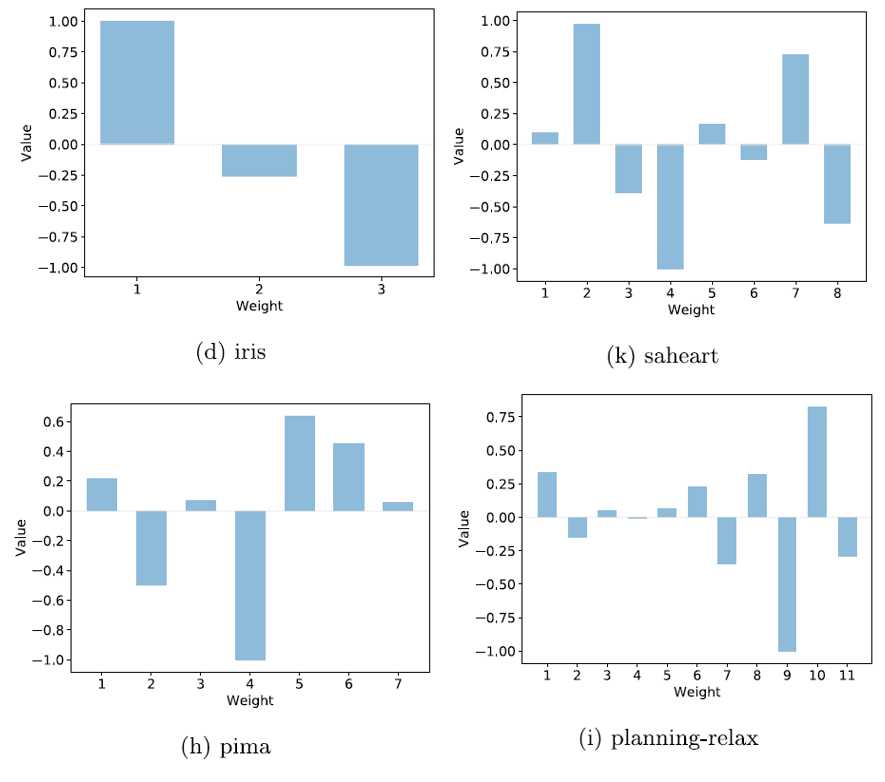 1.00
0.75
0.50
0.25
0.00
−0.25
−0.50
−0.75
−1.00
Value
1 2 3
Weight
(d) iris
1.00
0.75
0.50
0.25
0.00
−0.25
−0.50
−0.75
−1.00
Value
1 2 3 4 5 6 7 8
Weight
(k) saheart
0.6
0.4
0.2
0.0
−0.2
−0.4
−0.6
−0.8
−1.0
Value
1 2 3 4 5 6 7
Weight
(h) pima
0.75
0.50
0.25
0.00
−0.25
−0.50
−0.75
−1.00
Value
1 2 3 4 5 6 7 8 9 10 11
Weight
(i) planning-relax